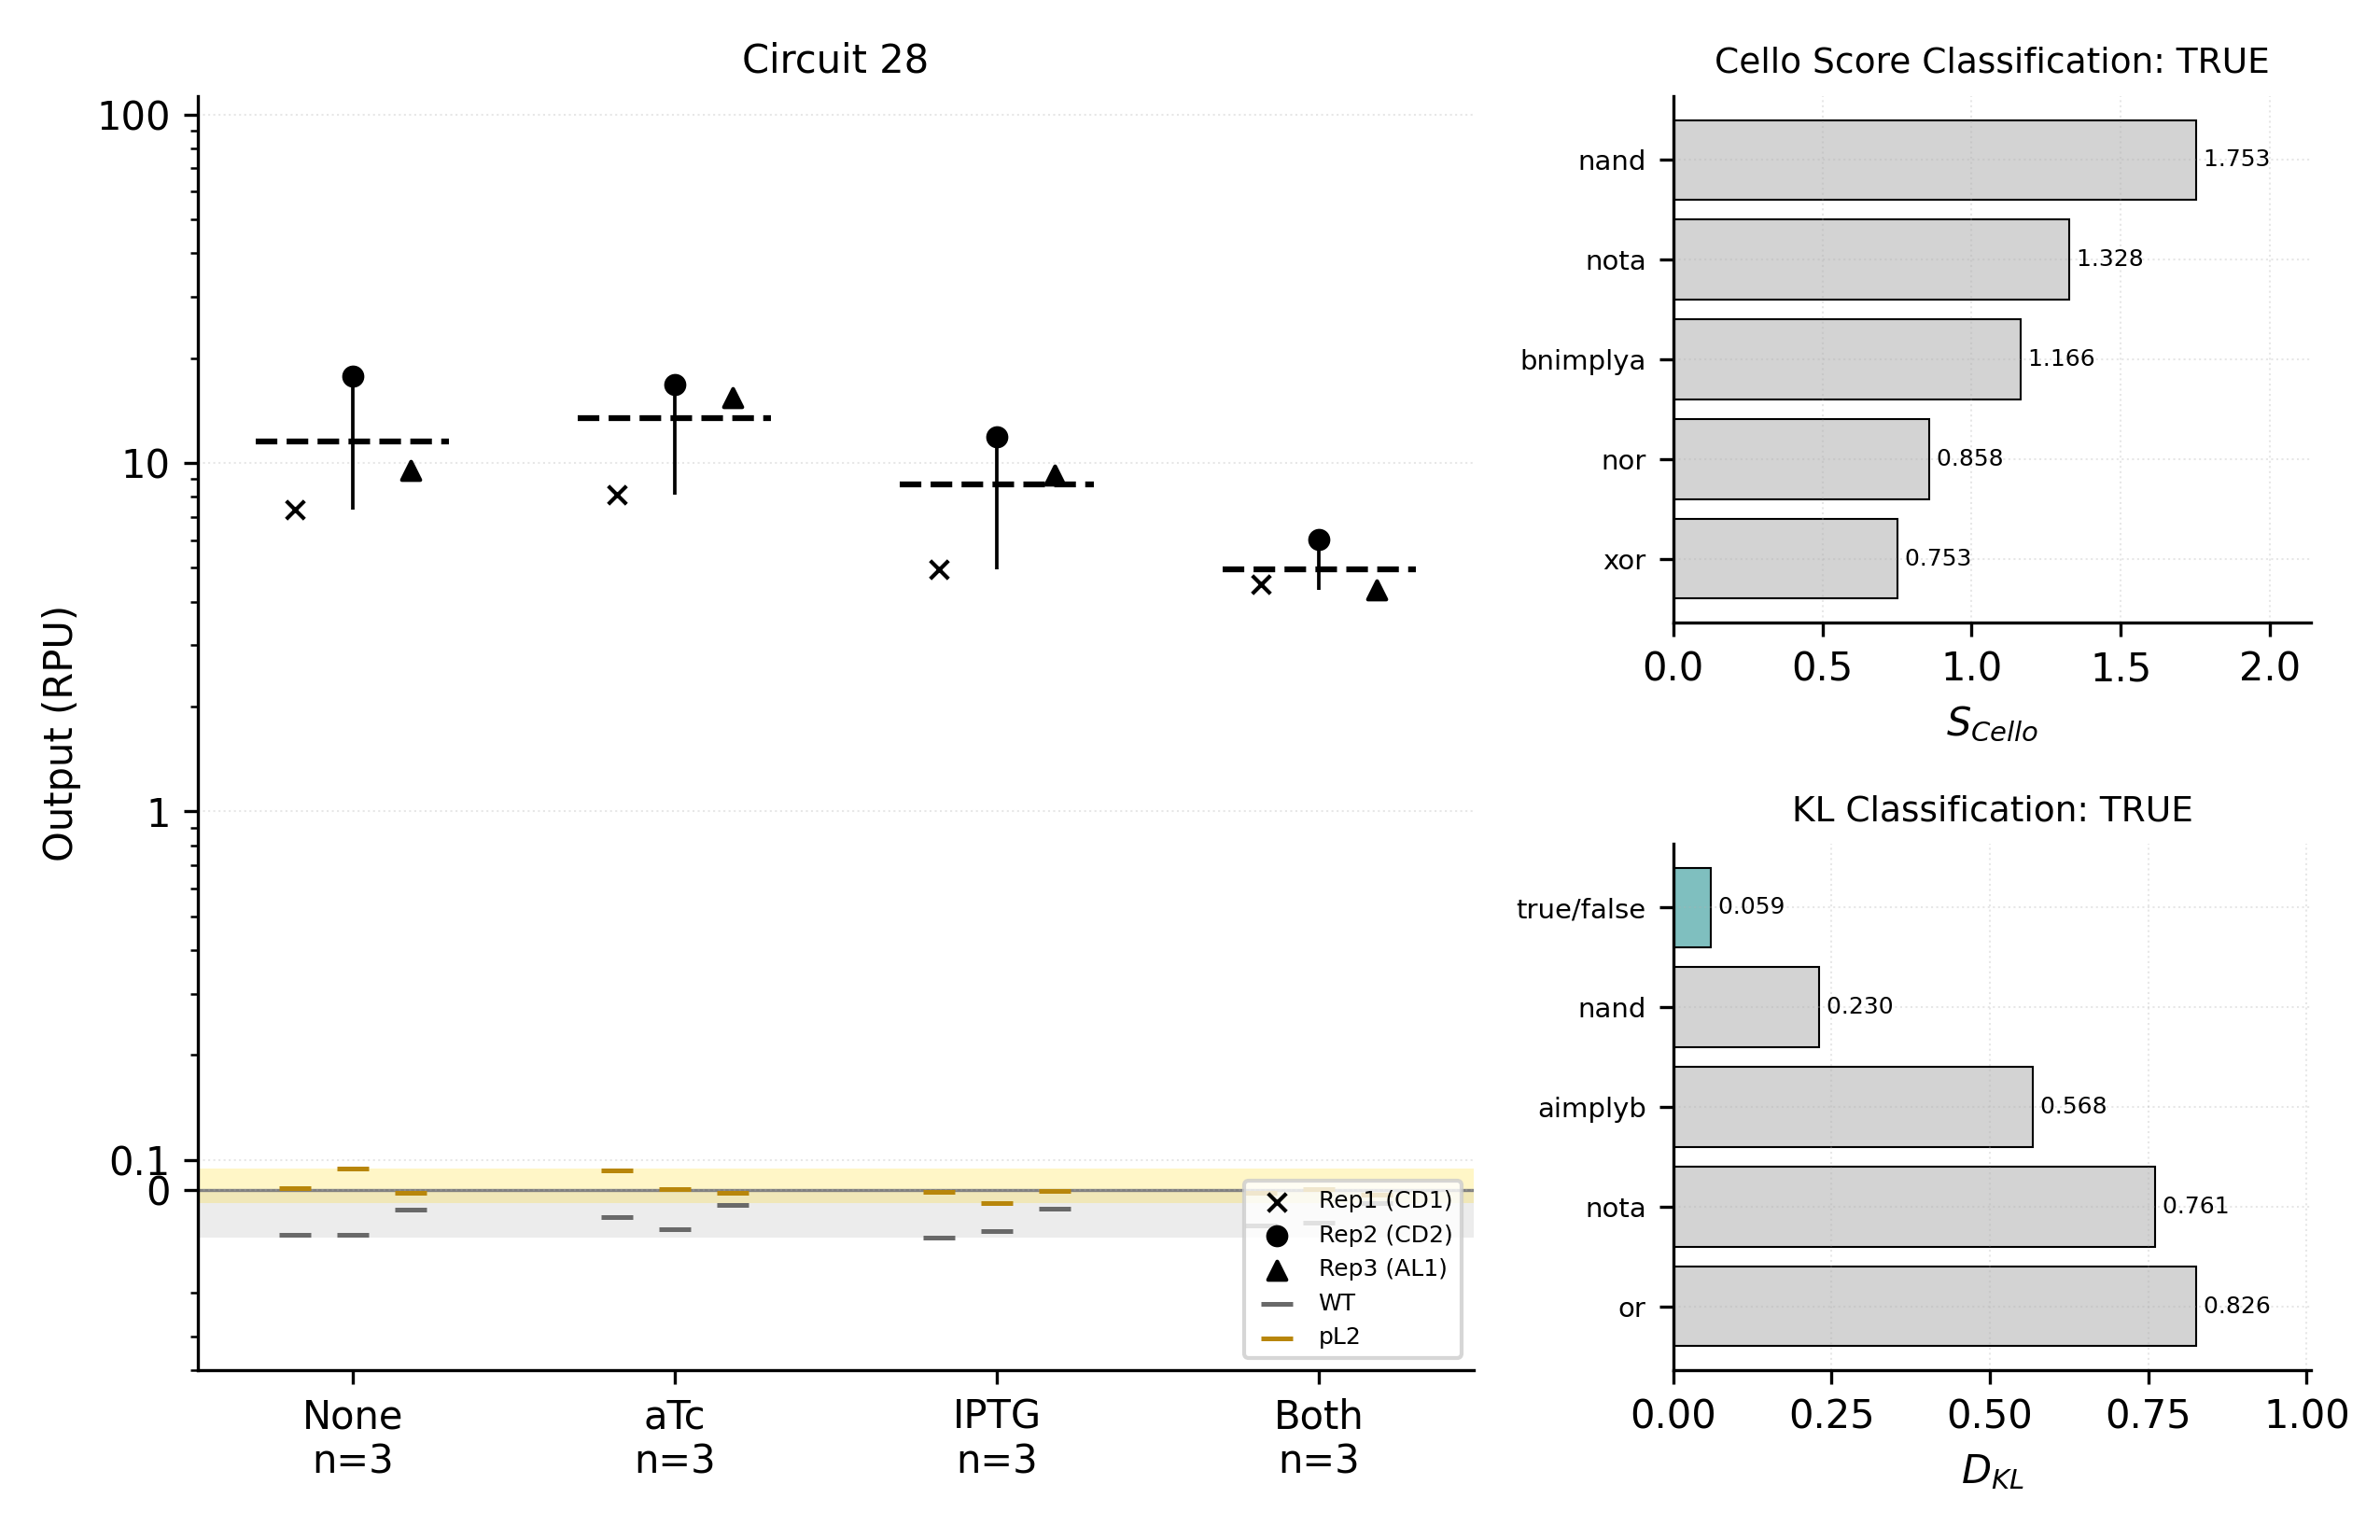 Circuit 28
100
10
1
0.1
0
Output (RPU)
None
n=3
aTc
n=3
IPTG
n=3
Both
n=3
Rep1 (CD1)
Rep2 (CD2)
Rep3 (AL1)
WT
pL2
Cello Score Classification: TRUE
nand
1.753
nota
1.328
bnimplya
1.166
nor
0.858
xor
0.753
0.0 0.5 1.0 1.5 2.0
S_Cello
KL Classification: TRUE
true/false
0.059
nand
0.230
aimplyb
0.568
nota
0.761
or
0.826
0.00 0.25 0.50 0.75 1.00
D_KL